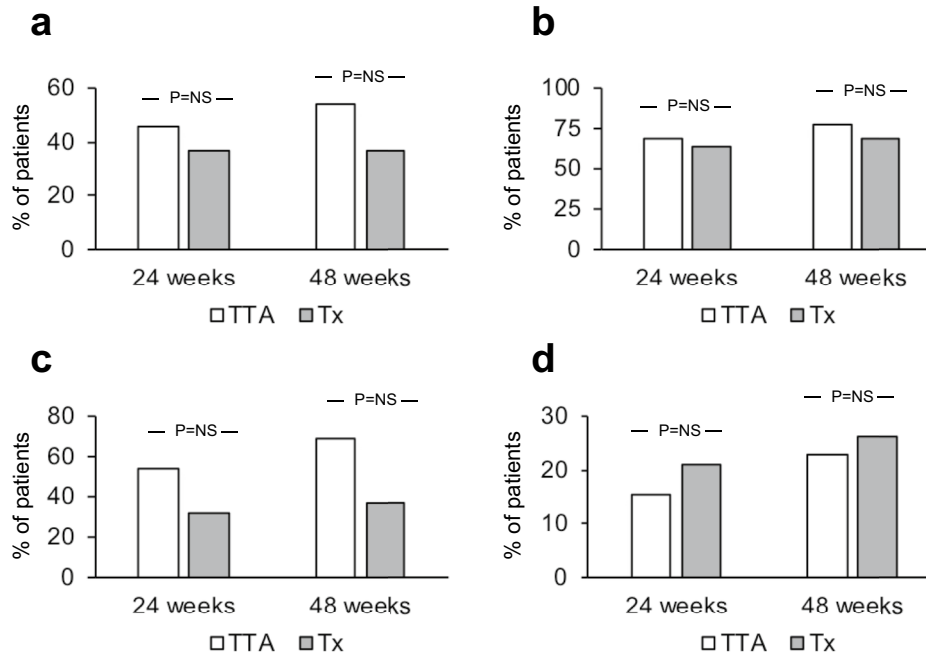 a
% of patients
60
40
20
0
— P=NS —
— P=NS —
24 weeks
48 weeks
TTA
Tx
b
% of patients
100
75
50
25
0
— P=NS —
— P=NS —
24 weeks
48 weeks
TTA
Tx
c
% of patients
80
60
40
20
0
— P=NS —
— P=NS —
24 weeks
48 weeks
TTA
Tx
d
% of patients
30
20
10
0
— P=NS —
— P=NS —
24 weeks
48 weeks
TTA
Tx